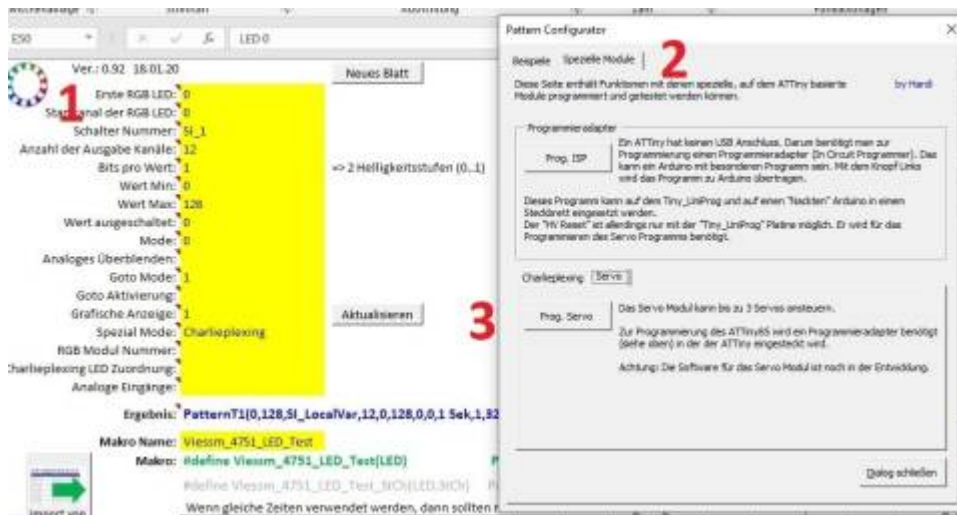 E50
LED 0
Ver.: 0.92 18.01.20
Neues Blatt
1
Erste RGB LED: 0
Startkanal der RGB LED: 0
Schalter Nummer: SI_1
Anzahl der Ausgabe Kanäle: 12
Bits pro Wert: 1 => 2 Helligkeitsstufen (0..1)
Wert Min: 0
Wert Max: 128
Wert ausgeschaltet: 0
Mode: 0
Analoges Überblenden:
Goto Mode: 1
Goto Aktivierung:
Grafische Anzeige: 1
Aktualisieren
Spezial Mode: Charlieplexing
RGB Modul Nummer:
Charlieplexing LED Zuordnung:
Analoge Eingänge:
Ergebnis: PatternT1(0,128,SI_LocalVar,12,0,128,0,0,1 Sek,1,32
Makro Name: Viessm_4751_LED_Test
Makro: #define Viessm_4751_LED_Test(LED)
#define Viessm_4751_LED_Test_StCh(LED,StCh)
Wenn gleiche Zeiten verwendet werden, dann sollten
Import von
Pattern Configurator
Beispiele Spezielle Module
2
Diese Seite enthält Funktionen mit denen spezielle, auf dem ATTiny basierte by Hardi
Module programmiert und getestet werden können.
Programmieradapter
Prog. ISP
Ein ATTiny hat keinen USB Anschluss. Darum benötigt man zur
Programmierung einen Programmieradapter (In Circuit Programmer). Das
kann ein Arduino mit besonderen Programm sein. Mit dem Knopf Links
wird das Programm zu Arduino übertragen.
Dieses Programm kann auf dem Tiny_UniProg und auf einen "Nackten" Arduino in einem
Steckbrett eingesetzt werden.
Der "HV Reset" ist allerdings nur mit der "Tiny_UniProg" Platine möglich. Er wird für das
Programmieren des Servo Programms benötigt.
Charlieplexing Servo
3
Prog. Servo
Das Servo Modul kann bis zu 3 Servos ansteuern.
Zur Programmierung des ATTiny85 wird ein Programmieradapter benötigt
(siehe oben) in der der ATTiny eingesteckt wird.
Achtung: Die Software für das Servo Modul ist noch in der Entwicklung.
Dialog schließen